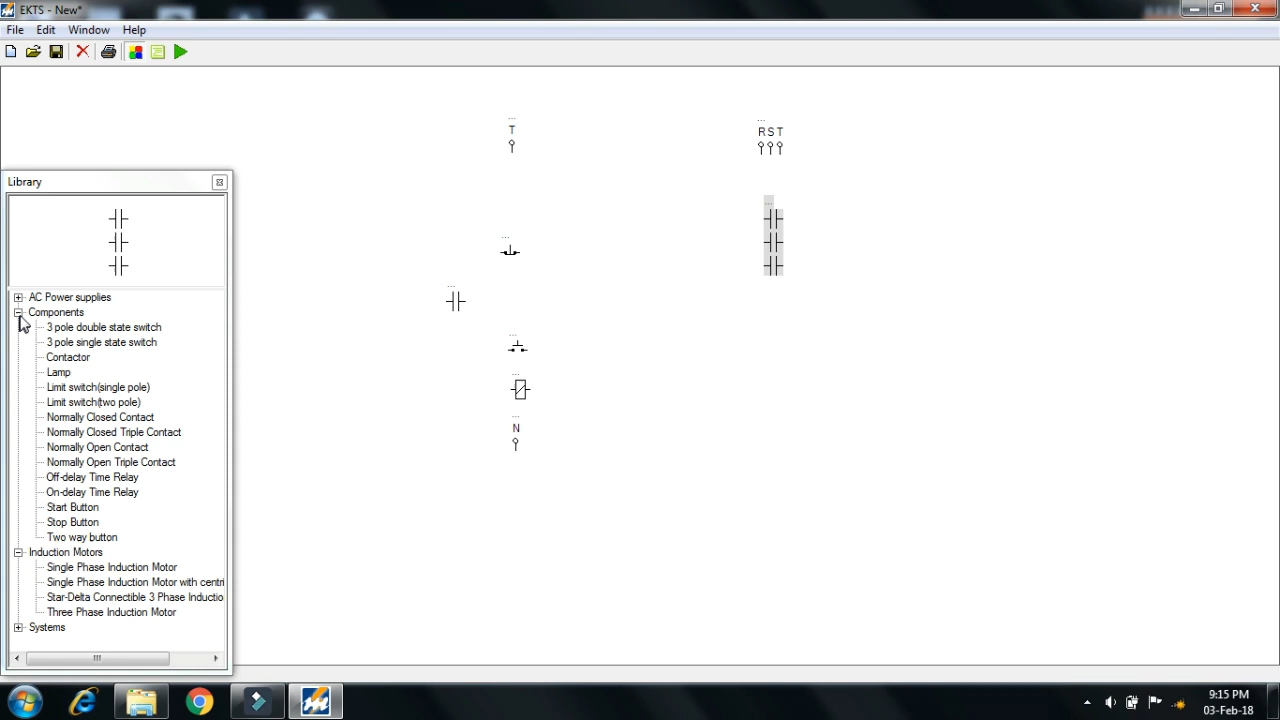 EKTS - New*
File Edit Window Help
T
R S T
N
Library
AC Power supplies
Components
3 pole double state switch
3 pole single state switch
Contactor
Lamp
Limit switch(single pole)
Limit switch(two pole)
Normally Closed Contact
Normally Closed Triple Contact
Normally Open Contact
Normally Open Triple Contact
Off-delay Time Relay
On-delay Time Relay
Start Button
Stop Button
Two way button
Induction Motors
Single Phase Induction Motor
Single Phase Induction Motor with centri
Star-Delta Connectible 3 Phase Inductio
Three Phase Induction Motor
Systems
9:15 PM
03-Feb-18